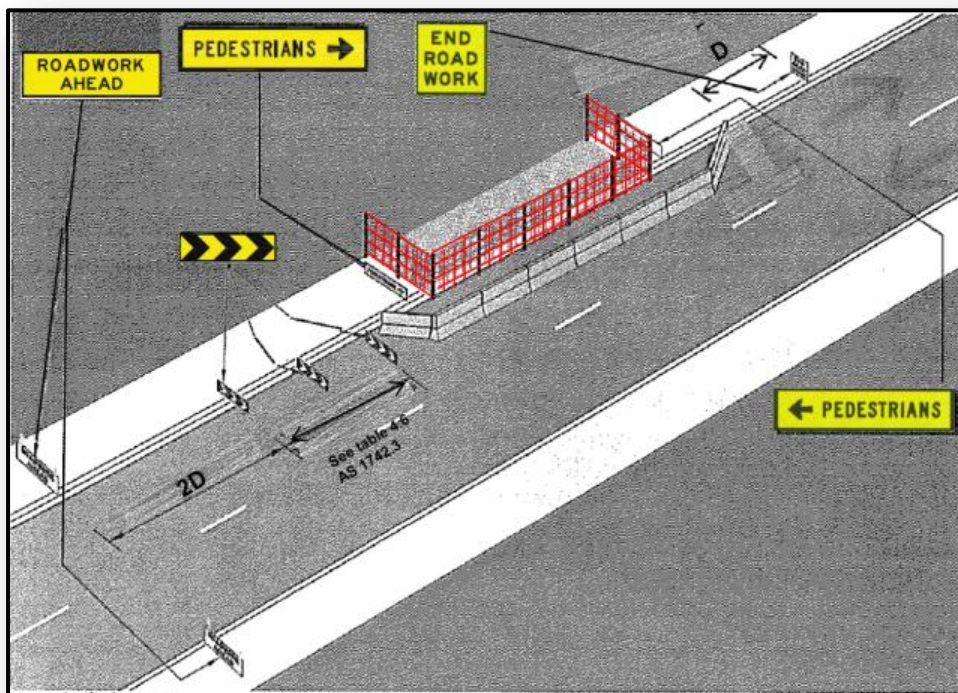 ROADWORK
AHEAD
PEDESTRIANS
END
ROAD
WORK
D
2D
See table 4-6
AS 1742.3
PEDESTRIANS